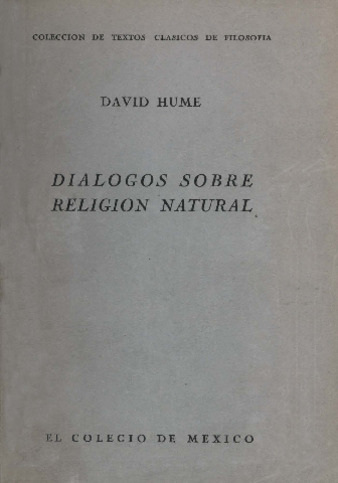 COLECCION DE TEXTOS CLASICOS DE FILOSOFIA
DAVID HUME
DIALOGOS SOBRE
RELIGION NATURAL
EL COLEGIO DE MEXICO